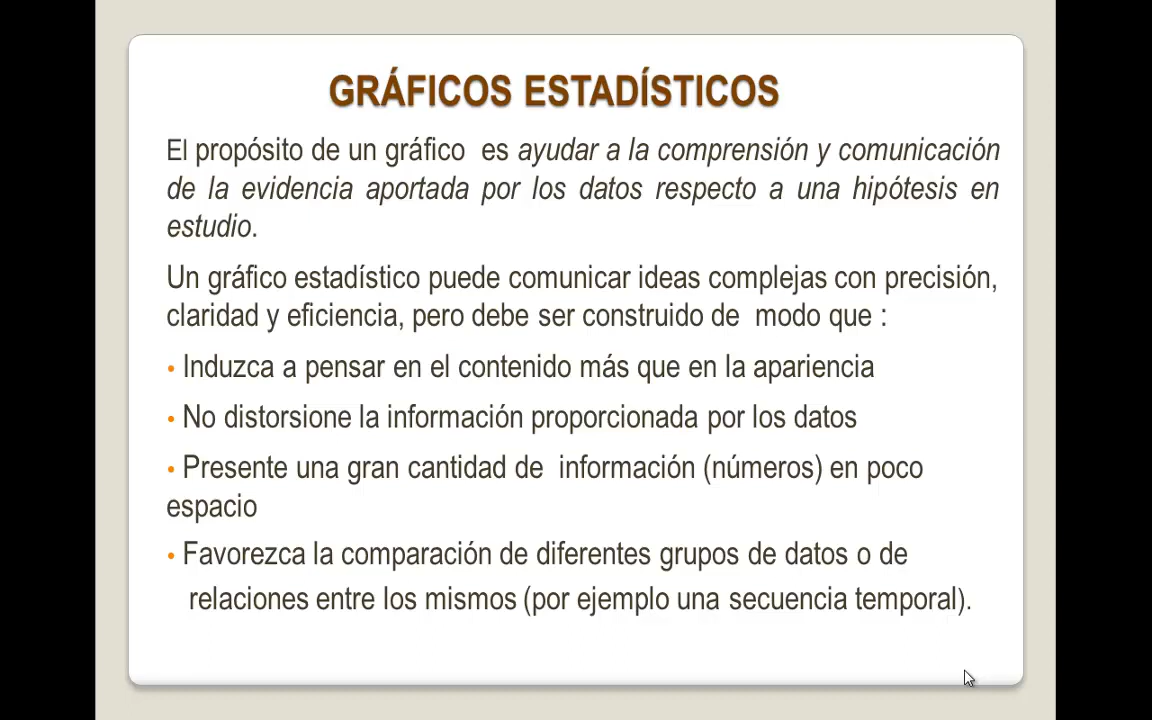 GRÁFICOS ESTADÍSTICOS
El propósito de un gráfico es ayudar a la comprensión y comunicación
de la evidencia aportada por los datos respecto a una hipótesis en
estudio.
Un gráfico estadístico puede comunicar ideas complejas con precisión,
claridad y eficiencia, pero debe ser construido de modo que :
• Induzca a pensar en el contenido más que en la apariencia
• No distorsione la información proporcionada por los datos
• Presente una gran cantidad de información (números) en poco
espacio
• Favorezca la comparación de diferentes grupos de datos o de
relaciones entre los mismos (por ejemplo una secuencia temporal).